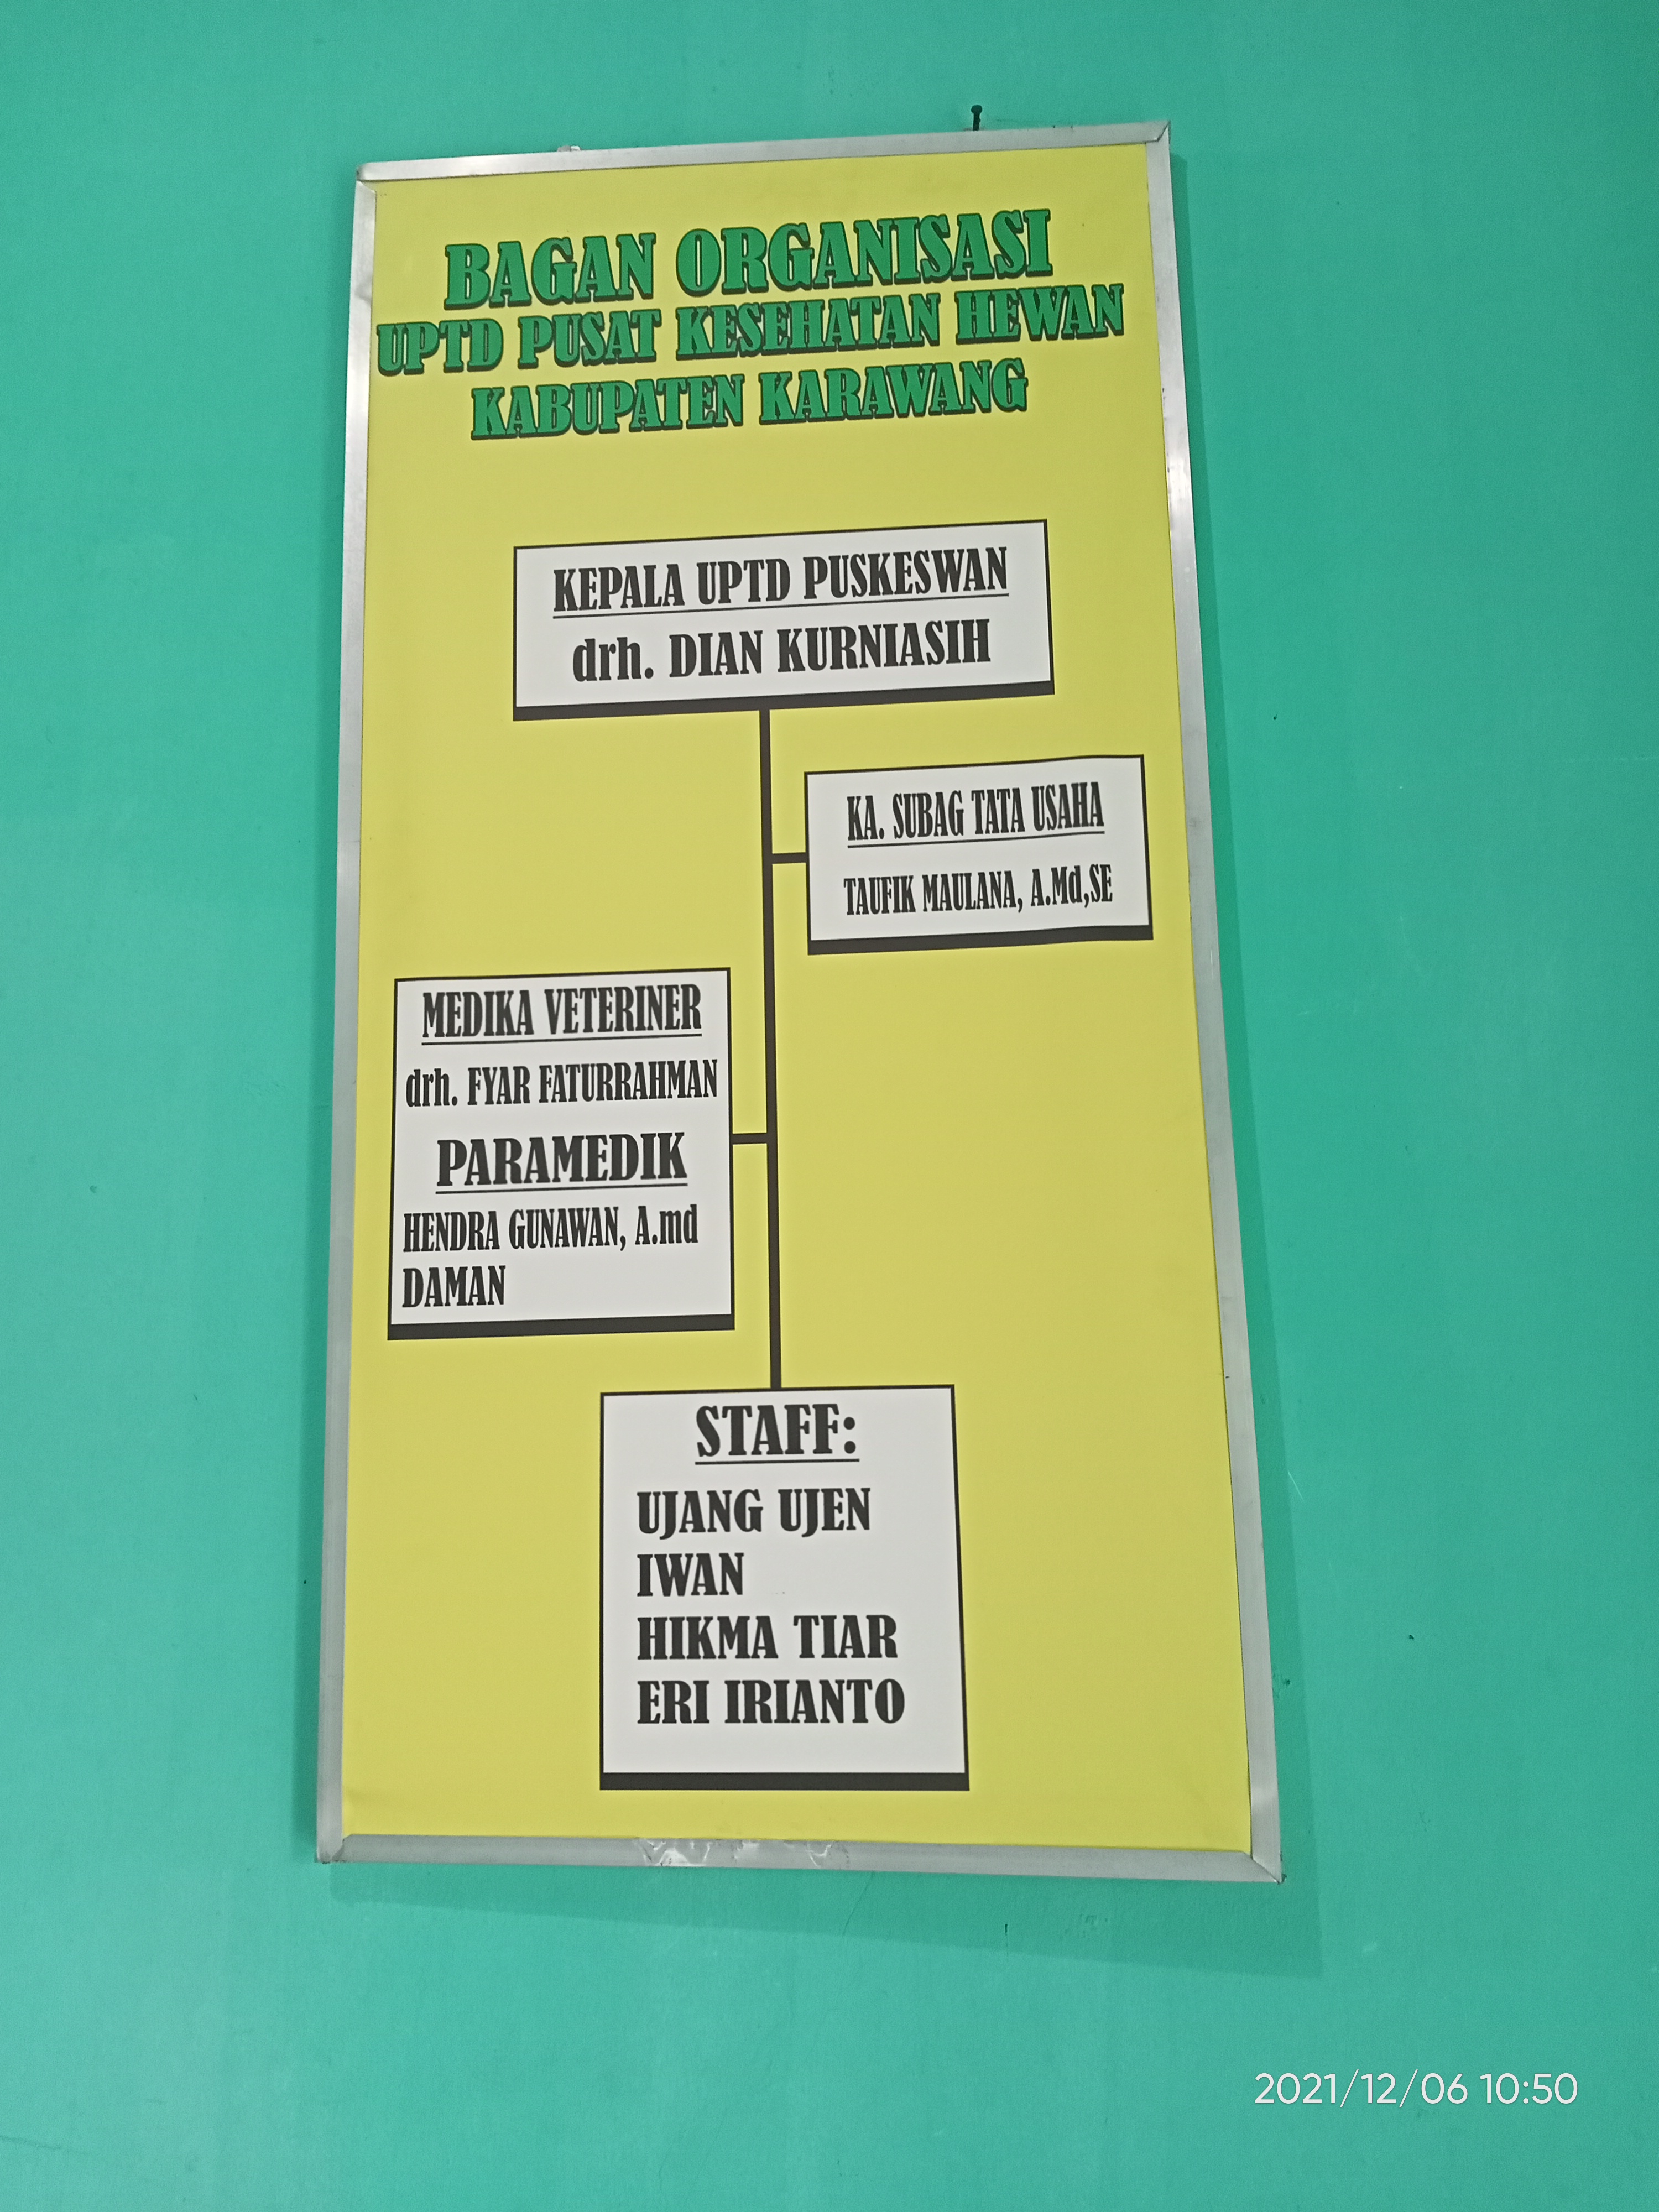 BAGAN ORGANISASI
UPTD PUSAT KESEHATAN HEWAN
KABUPATEN KARAWANG
KEPALA UPTD PUSKESWAN
drh. DIAN KURNIASIH
KA. SUBAG TATA USAHA
TAUFIK MAULANA, A.Md,SE
MEDIKA VETERINER
drh. FYAR FATURRAHMAN
PARAMEDIK
HENDRA GUNAWAN, A.md
DAMAN
STAFF:
UJANG UJEN
IWAN
HIKMA TIAR
ERI IRIANTO
2021/12/06 10:50